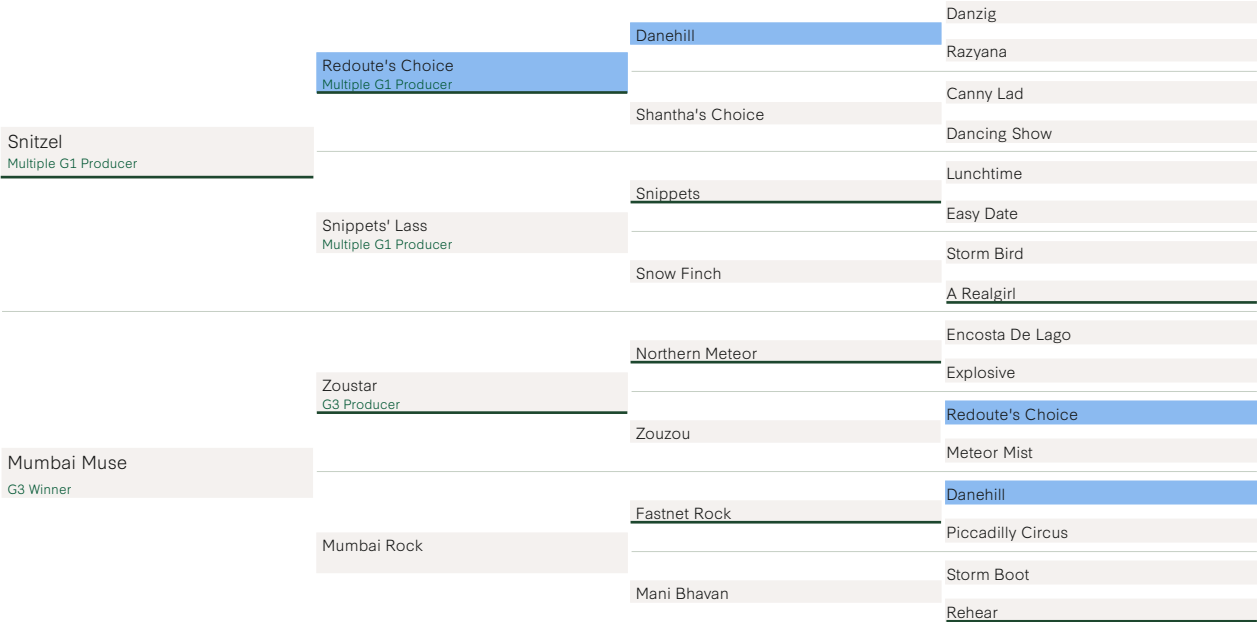 Snitzel
Multiple G1 Producer
Mumbai Muse
G3 Winner
Redoute's Choice
Multiple G1 Producer
Snippets' Lass
Multiple G1 Producer
Zoustar
G3 Producer
Mumbai Rock
Danehill
Shantha's Choice
Snippets
Snow Finch
Northern Meteor
Zouzou
Fastnet Rock
Mani Bhavan
Danzig
Razyana
Canny Lad
Dancing Show
Lunchtime
Easy Date
Storm Bird
A Realgirl
Encosta De Lago
Explosive
Redoute's Choice
Meteor Mist
Danehill
Piccadilly Circus
Storm Boot
Rehear